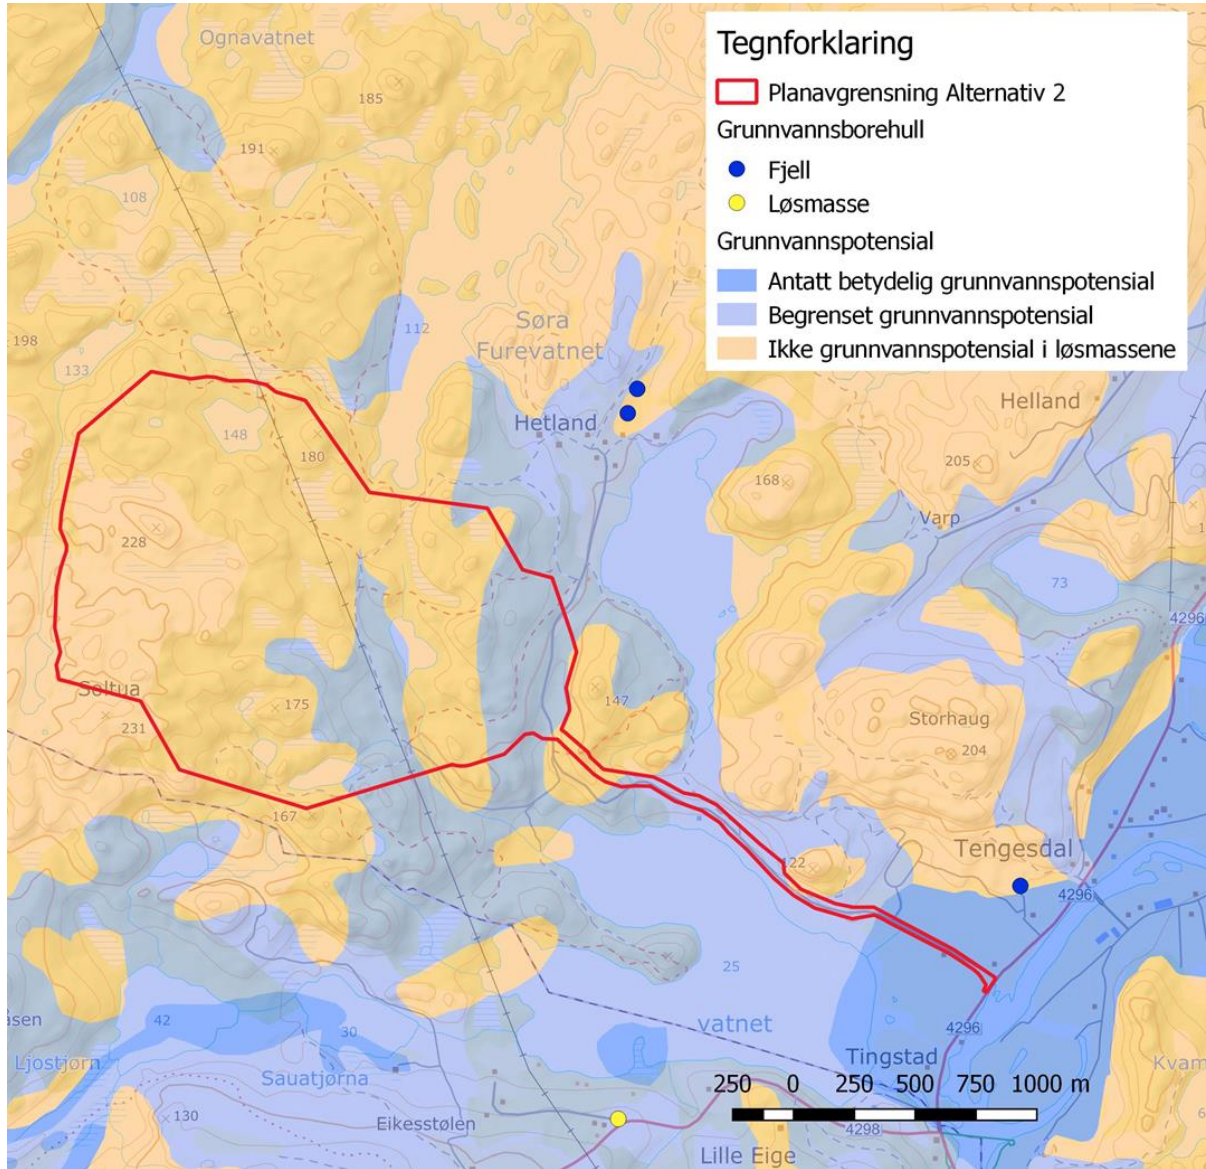 Tegnforklaring
Planavgrensning Alternativ 2
Grunnvannsborehull
Fjell
Løsmasse
Grunnvannspotensial
Antatt betydelig grunnvannspotensial
Begrenset grunnvannspotensial
Ikke grunnvannspotensial i løsmassene
Ognavatnet
185
191
108
198
133
112
Søra
Furevatnet
Hetland
Helland
148
180
168
205
Varp
228
73
4296
Søltua
231
175
147
Storhaug
204
167
122
Tengesdal
4296
25
vatnet
42
30
åsen
Ljostjørn
Sauatjørna
4296
Tingstad
Kvam
250 0 250 500 750 1000 m
130
Eikesstølen
4298
Lille Eige